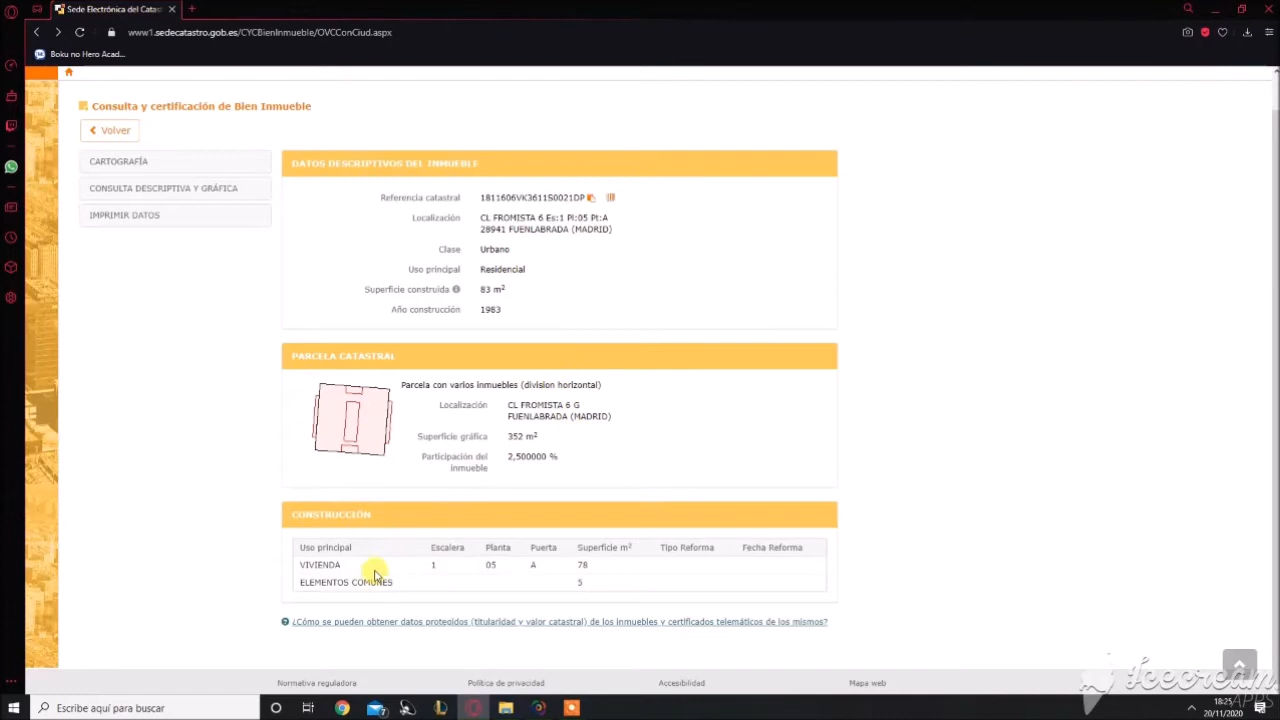 Sede Electrónica del Catast
www1.sedecatastro.gob.es/CYCBienInmueble/OVCConCiud.aspx
Boku no Hero Acad...
Consulta y certificación de Bien Inmueble
Volver
CARTOGRAFÍA
CONSULTA DESCRIPTIVA Y GRÁFICA
IMPRIMIR DATOS
DATOS DESCRIPTIVOS DEL INMUEBLE
Referencia catastral 1811606VK3611S0021DP
Localización CL FROMISTA 6 Es:1 Pl:05 Pt:A
28941 FUENLABRADA (MADRID)
Clase Urbano
Uso principal Residencial
Superficie construida 83 m²
Año construcción 1983
PARCELA CATASTRAL
Parcela con varios inmuebles (division horizontal)
Localización CL FROMISTA 6 G
FUENLABRADA (MADRID)
Superficie gráfica 352 m²
Participación del 2,500000 %
inmueble
CONSTRUCCIÓN
Uso principal Escalera Planta Puerta Superficie m² Tipo Reforma Fecha Reforma
VIVIENDA 1 05 A 78
ELEMENTOS COMUNES 5
¿Cómo se pueden obtener datos protegidos (titularidad y valor catastral) de los inmuebles y certificados telemáticos de los mismos?
Normativa reguladora Política de privacidad Accesibilidad Mapa web
Icecream
APPS
Escribe aquí para buscar
7
18:25
20/11/2020